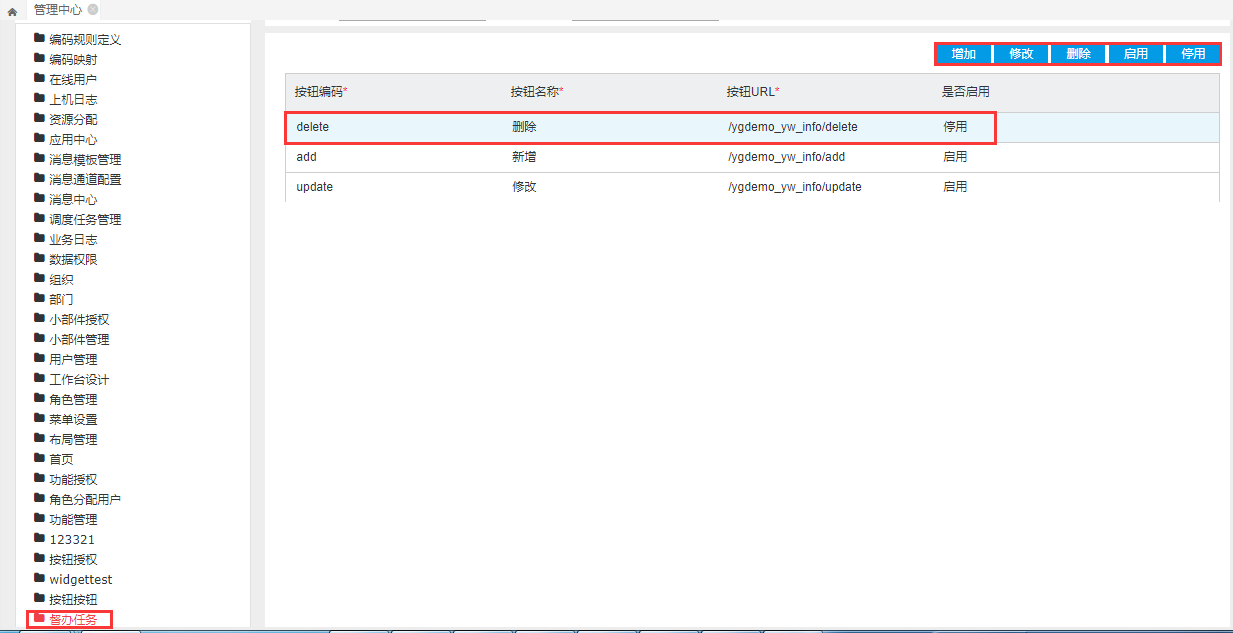 管理中心
编码规则定义
编码映射
在线用户
上机日志
资源分配
应用中心
消息模板管理
消息通道配置
消息中心
调度任务管理
业务日志
数据权限
组织
部门
小部件授权
小部件管理
用户管理
工作台设计
角色管理
菜单设置
布局管理
首页
功能授权
角色分配用户
功能管理
123321
按钮授权
widgettest
按钮按钮
督办任务
增加 修改 删除 启用 停用
按钮编码* 按钮名称* 按钮URL* 是否启用
delete 删除 /ygdemo_yw_info/delete 停用
add 新增 /ygdemo_yw_info/add 启用
update 修改 /ygdemo_yw_info/update 启用